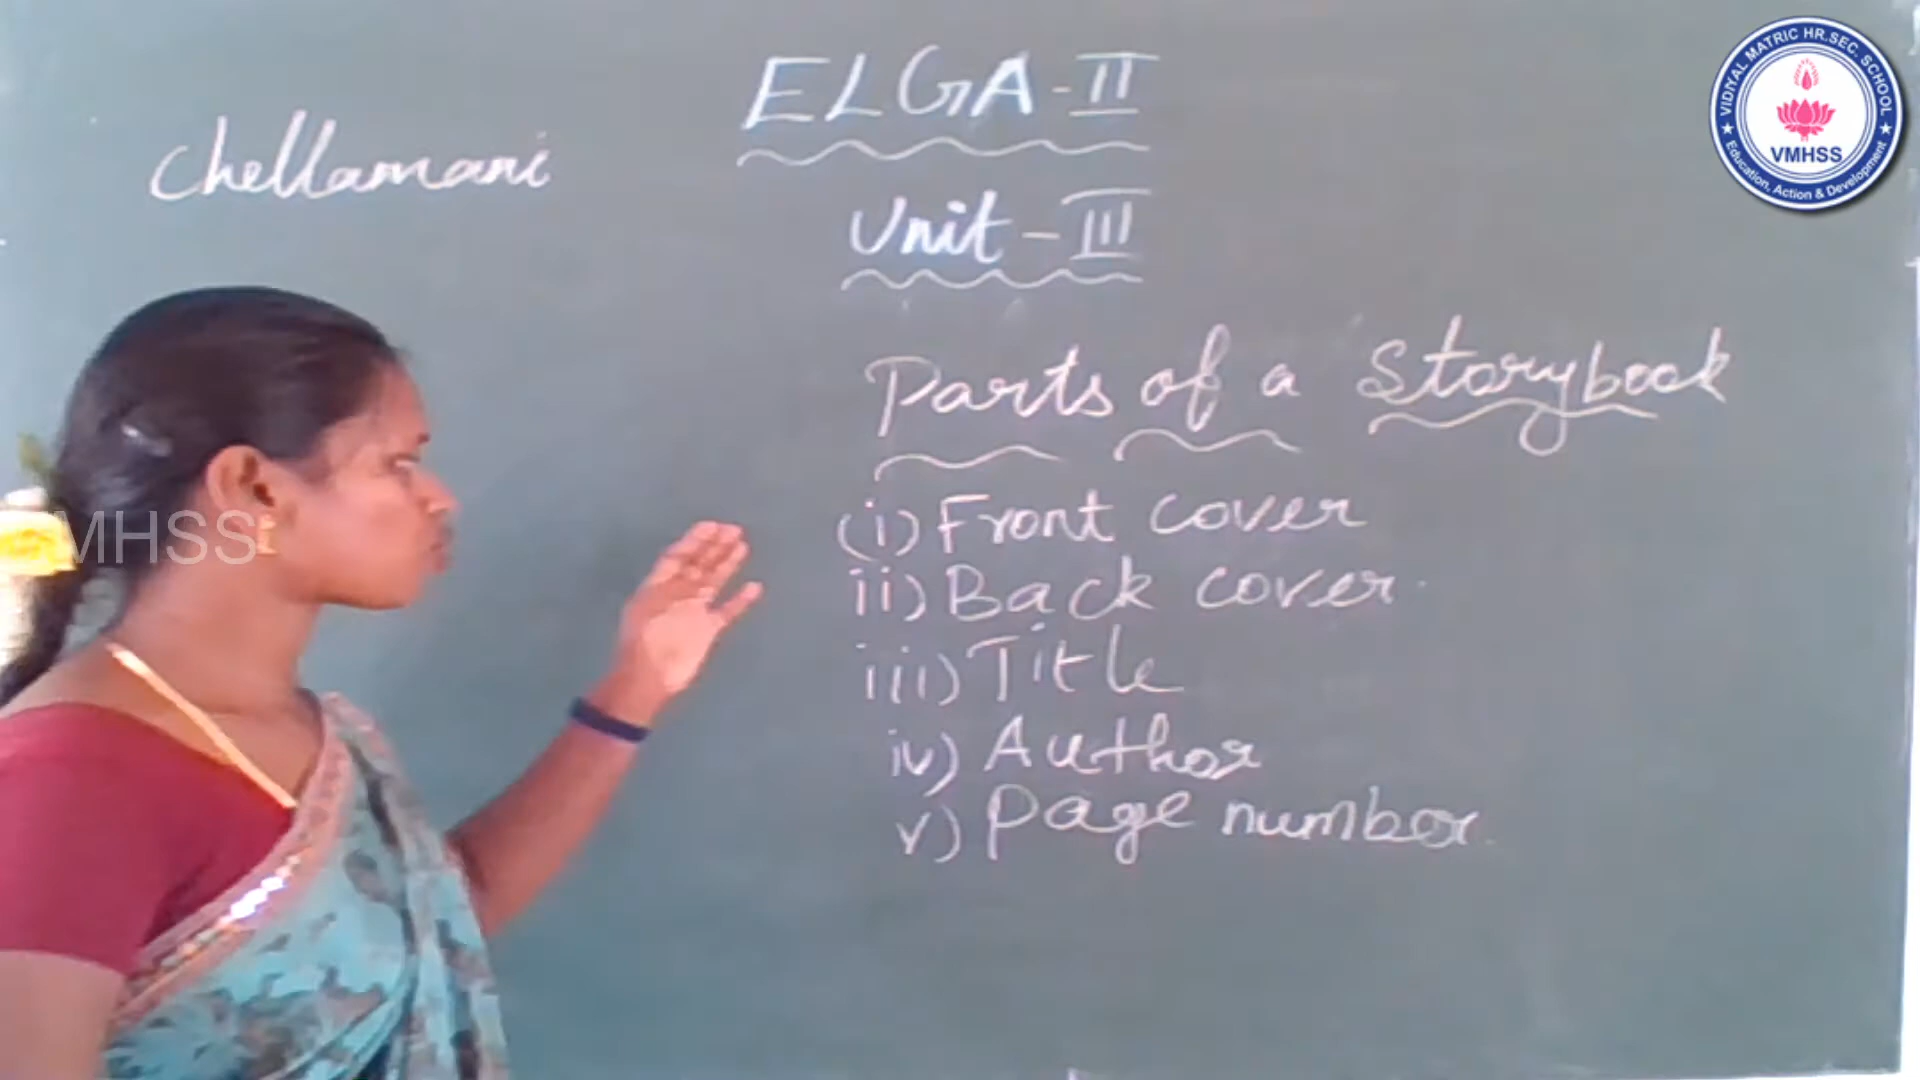 Chellamani
ELGA-II
Unit-III
Parts of a Storybook
(i) Front cover
ii) Back cover.
iii) Title
iv) Author
v) Page number.
VIDIYAL MATRIC HR.SEC. SCHOOL
VMHSS
Education, Action & Development
VMHSS